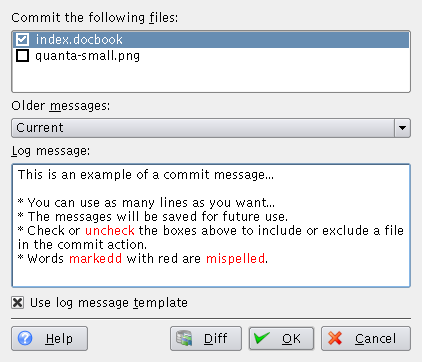 Commit the following files:
index.docbook
quanta-small.png
Older messages:
Current
Log message:
This is an example of a commit message...
* You can use as many lines as you want...
* The messages will be saved for future use.
* Check or uncheck the boxes above to include or exclude a file
in the commit action.
* Words markedd with red are mispelled.
Use log message template
Help
Diff
OK
Cancel